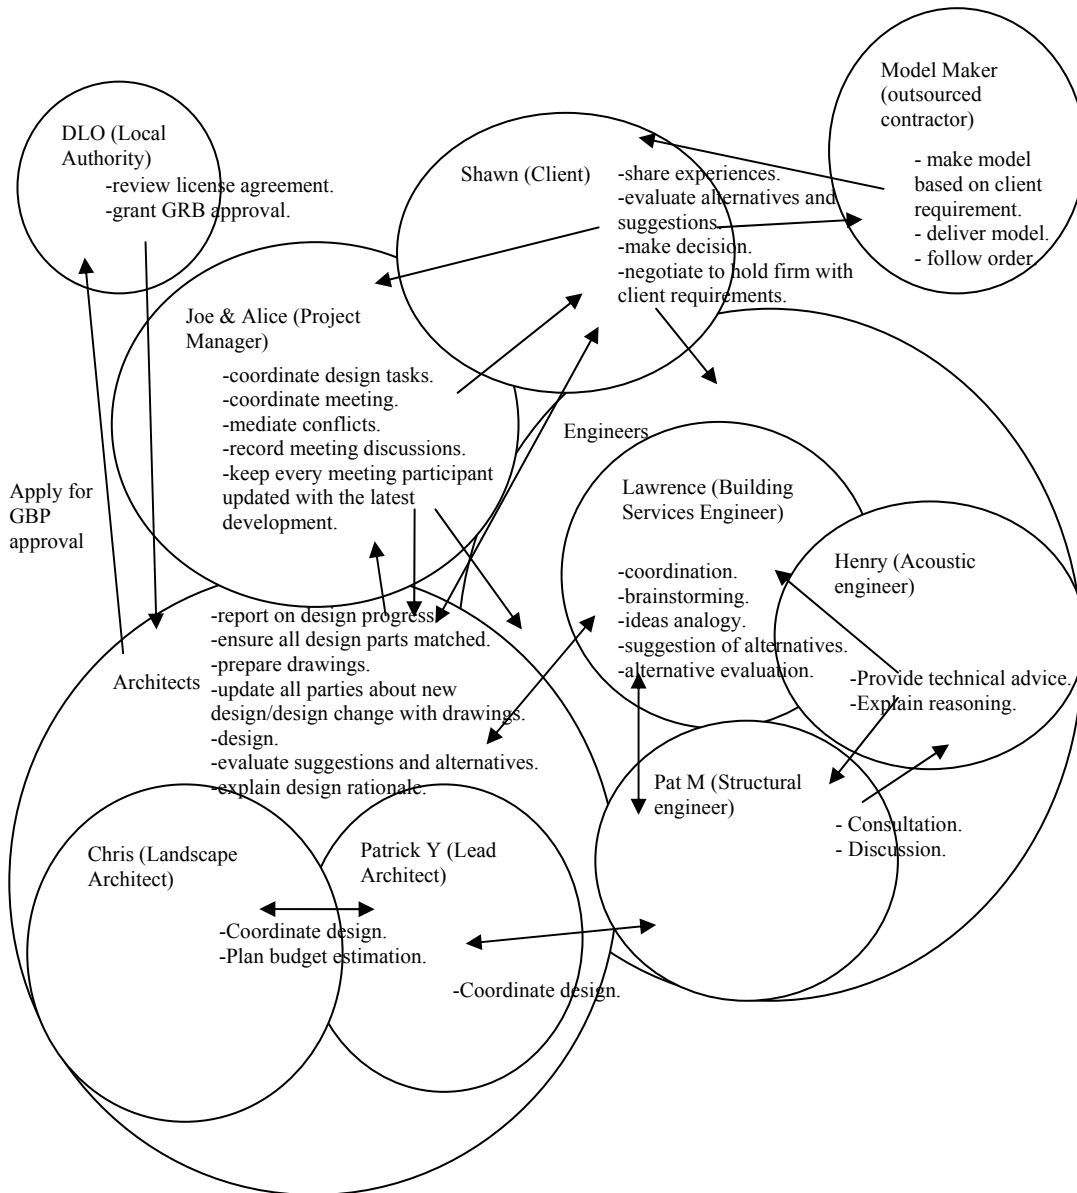 DLO (Local
Authority)
-review license agreement.
-grant GRB approval.
Shawn (Client)
-share experiences.
-evaluate alternatives and
suggestions.
-make decision.
-negotiate to hold firm with
client requirements.
Model Maker
(outsourced
contractor)
- make model
based on client
requirement.
- deliver model.
- follow order
Joe & Alice (Project
Manager)
-coordinate design tasks.
-coordinate meeting.
-mediate conflicts.
-record meeting discussions.
-keep every meeting participant
updated with the latest
development.
Apply for
GBP
approval
Engineers
Lawrence (Building
Services Engineer)
-coordination.
-brainstorming.
-ideas analogy.
-suggestion of alternatives.
-alternative evaluation.
Henry (Acoustic
engineer)
-Provide technical advice.
-Explain reasoning.
Architects
-report on design progress.
-ensure all design parts matched.
-prepare drawings.
-update all parties about new
design/design change with drawings.
-design.
-evaluate suggestions and alternatives.
-explain design rationale.
Pat M (Structural
engineer)
- Consultation.
- Discussion.
Chris (Landscape
Architect)
Patrick Y (Lead
Architect)
-Coordinate design.
-Plan budget estimation.
-Coordinate design.